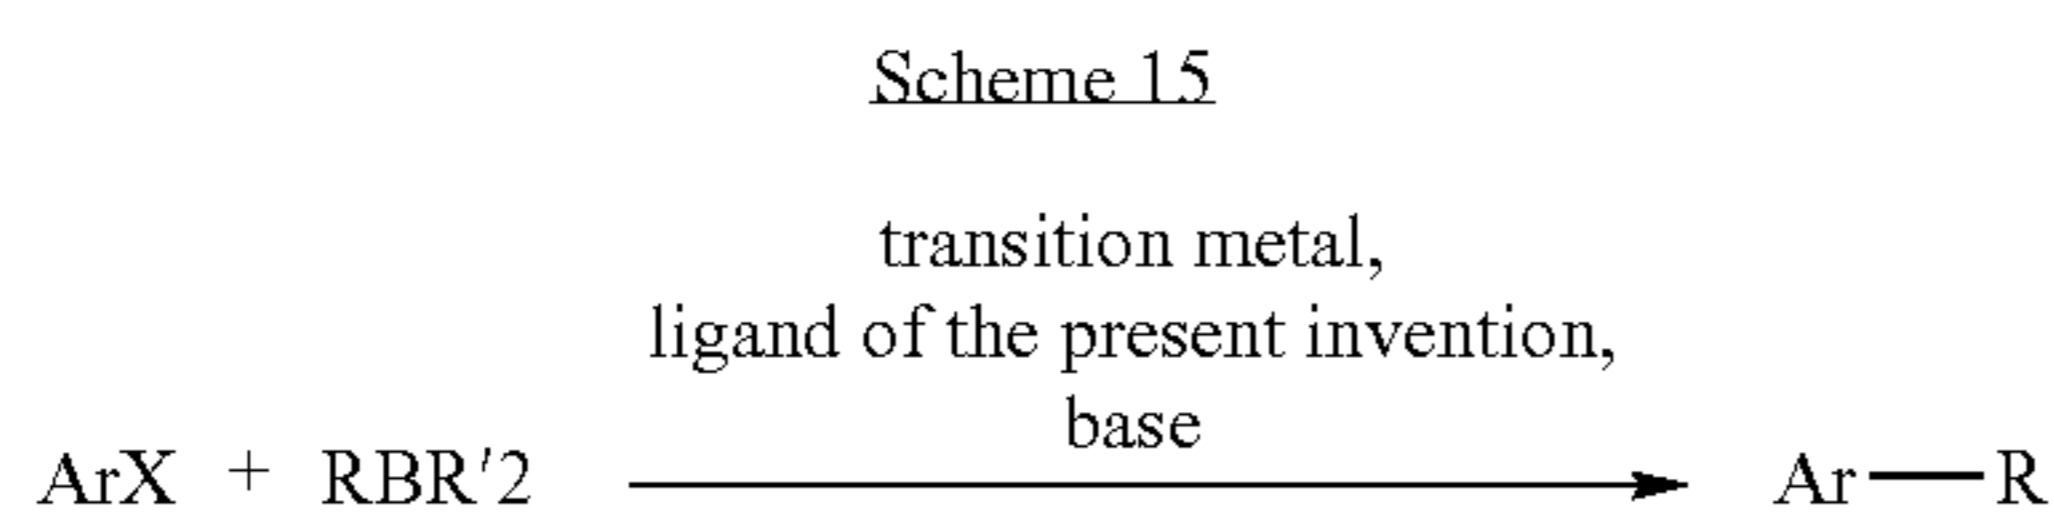 Scheme 15
transition metal,
ligand of the present invention,
base
ArX + RBR'2 Ar—R